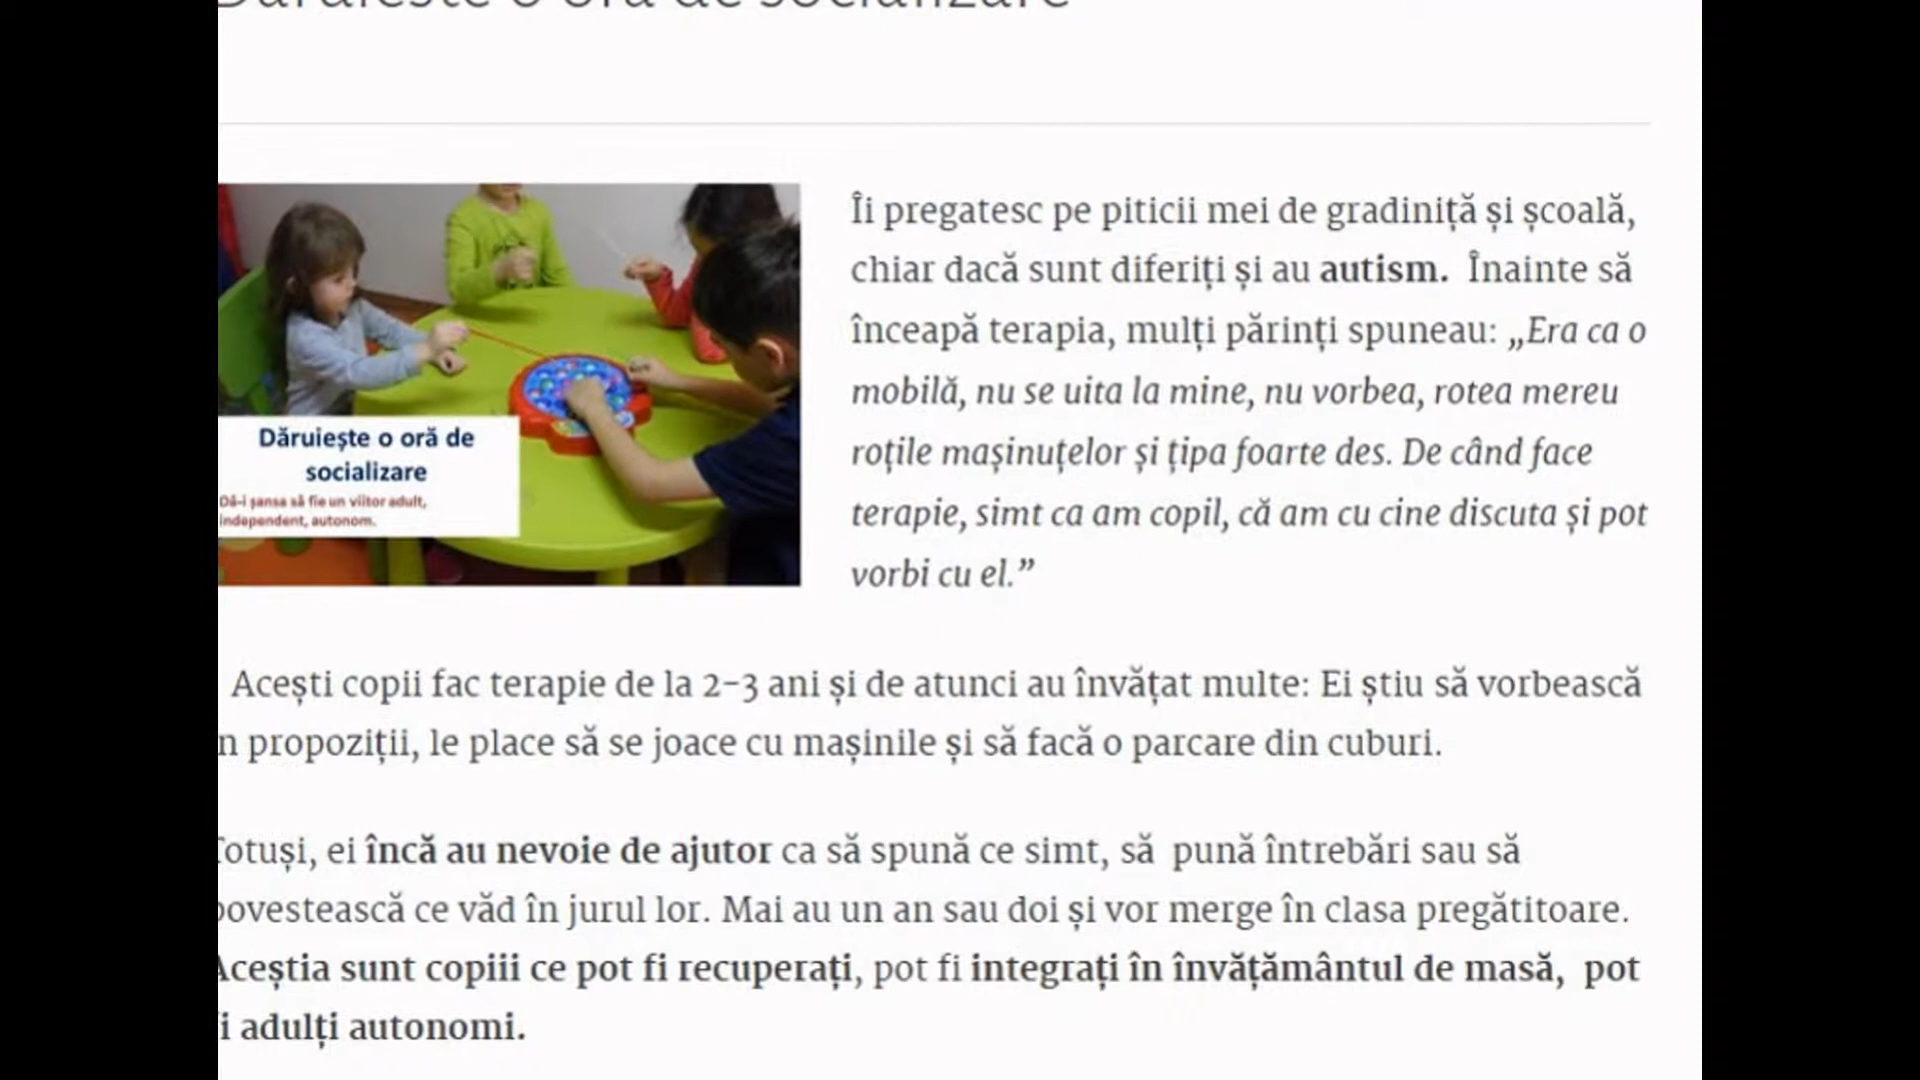 Dăruiește o oră de socializare
Îi pregatesc pe piticii mei de gradiniță și școală,
chiar dacă sunt diferiți și au autism. Înainte să
înceapă terapia, mulți părinți spuneau: „Era ca o
mobilă, nu se uita la mine, nu vorbea, rotea mereu
roțile mașinuțelor și țipa foarte des. De când face
terapie, simt ca am copil, că am cu cine discuta și pot
vorbi cu el.”
Dăruiește o oră de
socializare
Dă-i șansa să fie un viitor adult,
independent, autonom.
Acești copii fac terapie de la 2-3 ani și de atunci au învățat multe: Ei știu să vorbească
n propoziții, le place să se joace cu mașinile și să facă o parcare din cuburi.
Totuși, ei încă au nevoie de ajutor ca să spună ce simt, să pună întrebări sau să
povestească ce văd în jurul lor. Mai au un an sau doi și vor merge în clasa pregătitoare.
Aceștia sunt copiii ce pot fi recuperați, pot fi integrați în învățământul de masă, pot
fi adulți autonomi.